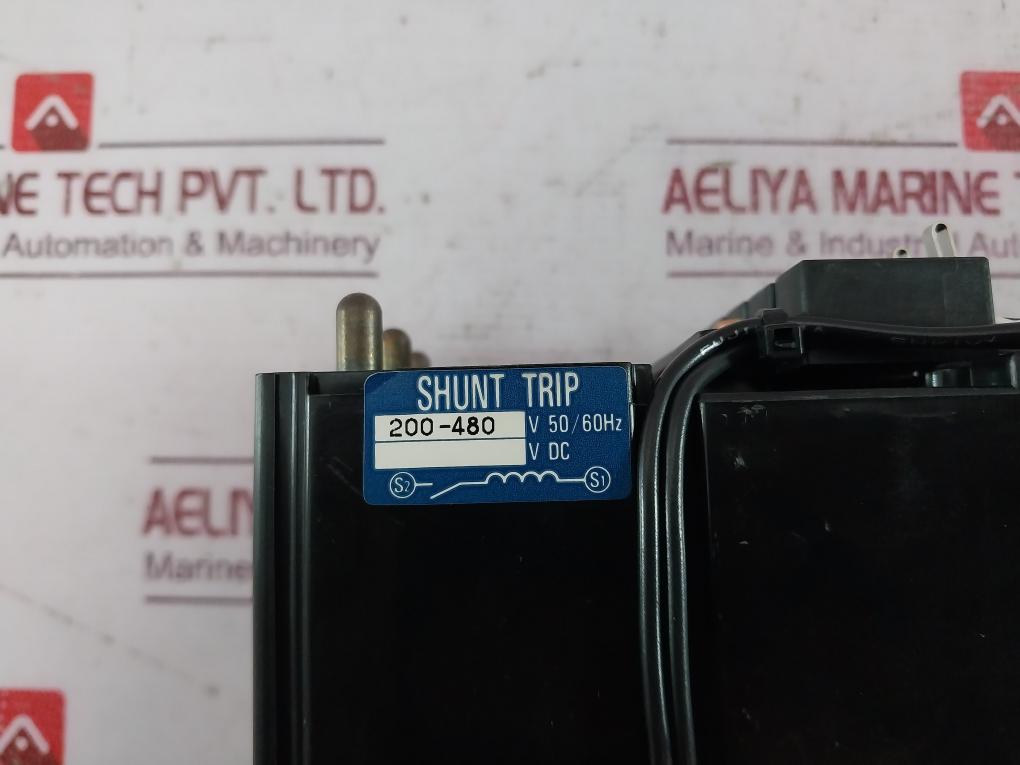 NE TECH PVT. LTD.
Automation & Machinery
AELIYA MARINE T
Marine & Industrial Aut
SHUNT TRIP
200-480 V 50/60Hz
V DC
S2 S1
AELIY
Marine